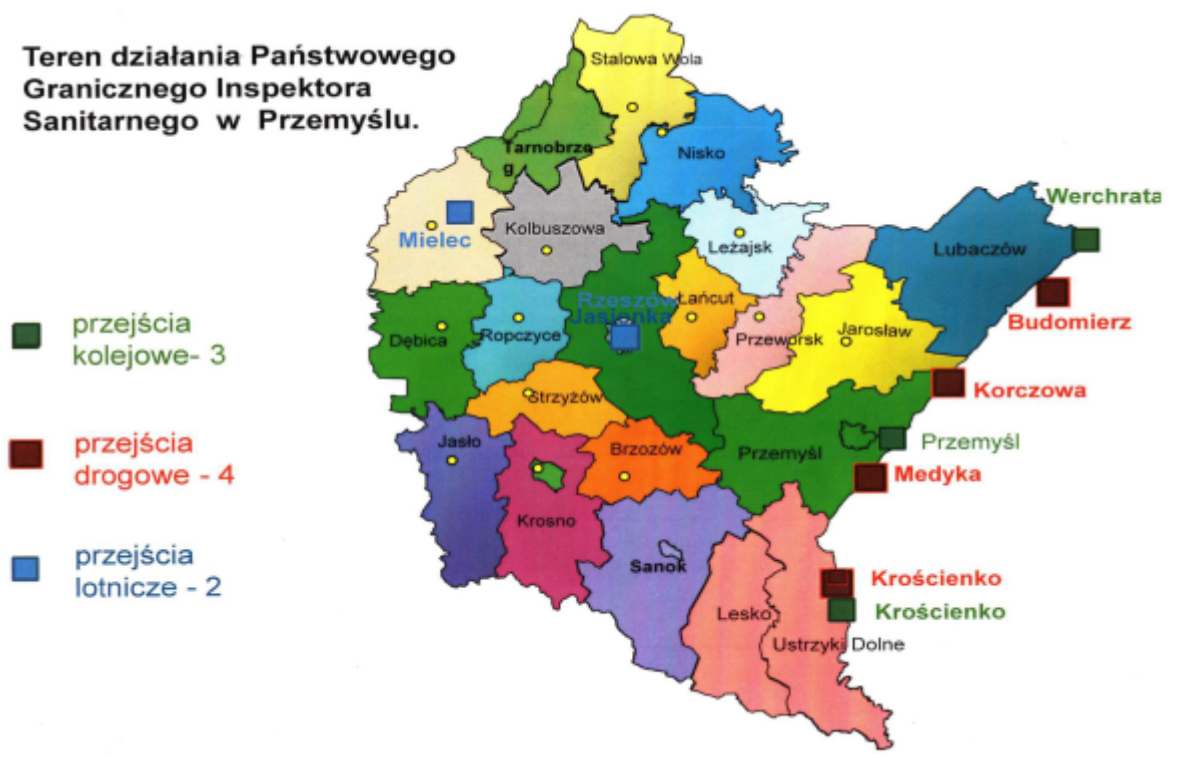 Teren działania Państwowego
Granicznego Inspektora
Sanitarnego w Przemyślu.
Stalowa Wola
Tarnobrze
g
Nisko
Werchrata
Mielec
Kolbuszowa
Leżajsk
Lubaczów
Rzeszów
Jasionka
Łańcut
Budomierz
przejścia
kolejowe- 3
Dębica
Ropczyce
Przeworsk
Jarosław
Korczowa
Strzyżów
przejścia
drogowe - 4
Jasło
Brzozów
Przemyśl
Przemyśl
Medyka
Krosno
przejścia
lotnicze - 2
Sanok
Krościenko
Lesko
Krościenko
Ustrzyki Dolne